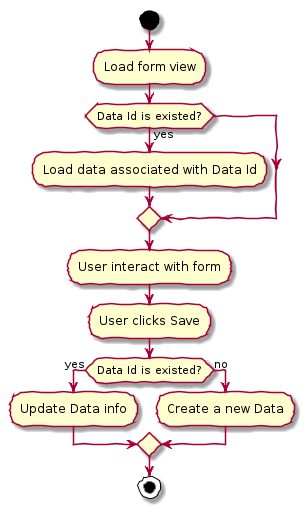 Load form view
Data Id is existed?
yes
Load data associated with Data Id
User interact with form
User clicks Save
yes
Data Id is existed?
no
Update Data info
Create a new Data